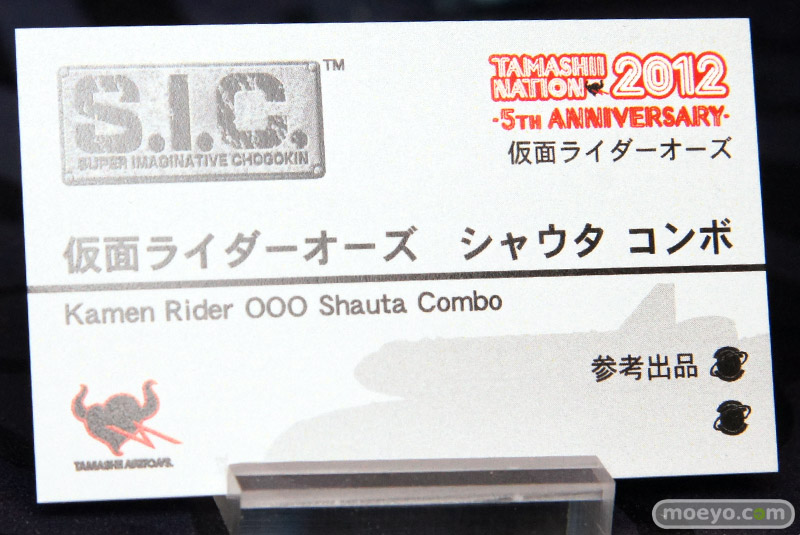 S.I.C.™
SUPER IMAGINATIVE CHOGOKIN
TAMASHII
NATION 2012
-5TH ANNIVERSARY-
仮面ライダーオーズ
仮面ライダーオーズ シャウタ コンボ
Kamen Rider OOO Shauta Combo
参考出品
TAMASHII NATIONS.
moeyo.com